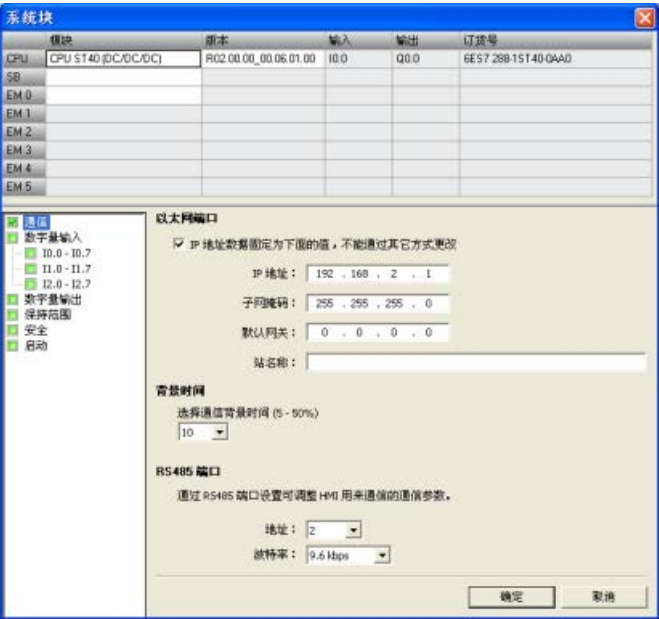 系统块
模块 版本 输入 输出 订货号
CPU CPU ST40 (DC/DC/DC) R02.00.00_00.06.01.00 I0.0 Q0.0 6ES7 288-1ST40-0AA0
SB
EM 0
EM 1
EM 2
EM 3
EM 4
EM 5
通信
数字量输入
I0.0 - I0.7
I1.0 - I1.7
I2.0 - I2.7
数字量输出
保持范围
安全
启动
以太网端口
IP 地址数据固定为下面的值，不能通过其它方式更改
IP 地址： 192 . 168 . 2 . 1
子网掩码： 255 . 255 . 255 . 0
默认网关： 0 . 0 . 0 . 0
站名称：
背景时间
选择通信背景时间 (5 - 50%)
10
RS485 端口
通过 RS485 端口设置可调整 HMI 用来通信的通信参数。
地址： 2
波特率： 9.6 kbps
确定 取消